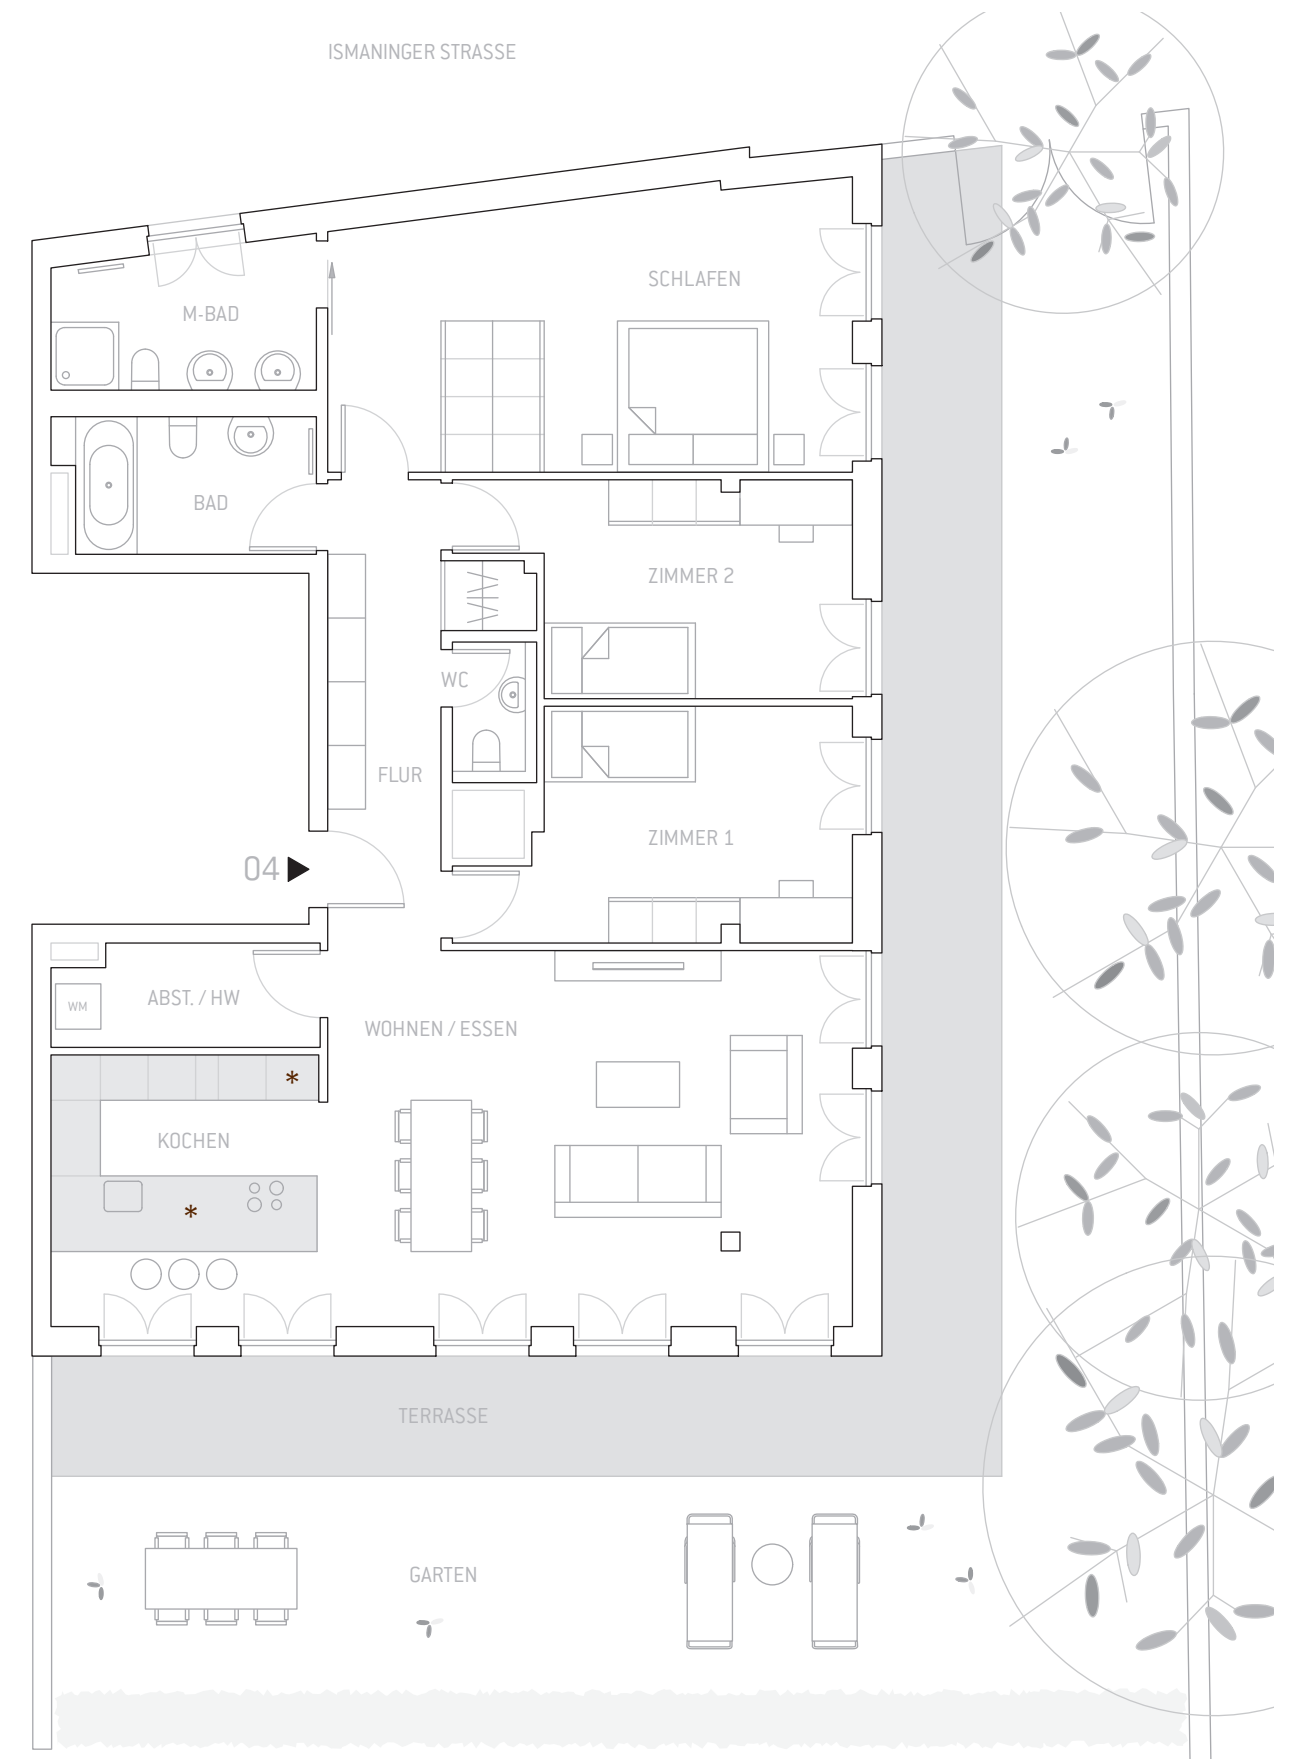 ISMANINGER STRASSE
SCHLAFEN
M-BAD
BAD
ZIMMER 2
WC
FLUR
ZIMMER 1
04
ABST. / HW
WM
WOHNEN / ESSEN
*
KOCHEN
*
TERRASSE
GARTEN